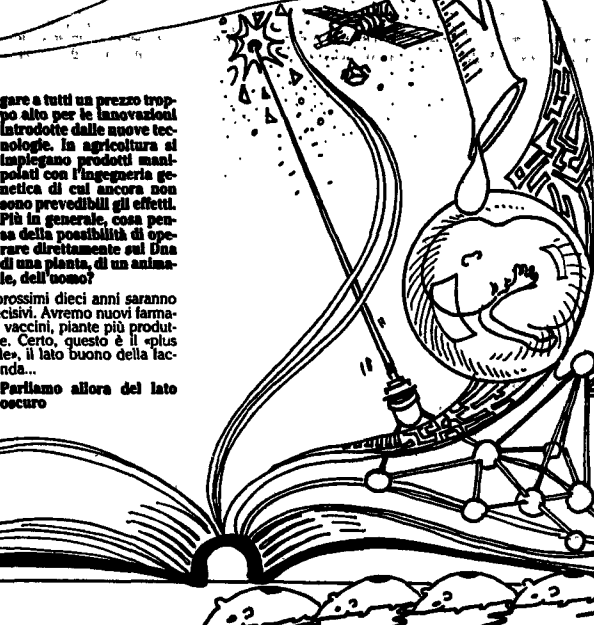 gare a tutti un prezzo trop-
po alto per le innovazioni
introdotte dalle nuove tec-
nologie. In agricoltura si
impiegano prodotti mani-
polati con l'ingegneria ge-
netica di cui ancora non
sono prevedibili gli effetti.
Più in generale, cosa pen-
sa della possibilità di ope-
rare direttamente sul Dna
di una pianta, di un anima-
le, dell'uomo?
prossimi dieci anni saranno
cisivi. Avremo nuovi farma-
vaccini, piante più produt-
e. Certo, questo è il «plus
le», il lato buono della fac-
nda...
Parliamo allora del lato
oscuro